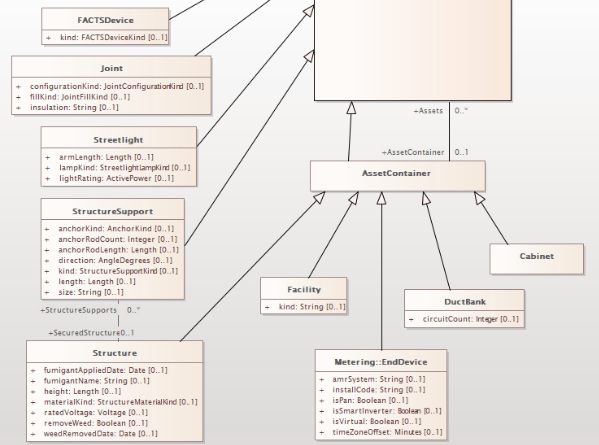 FACTSDevice
+ kind: FACTSDeviceKind [0..1]
Joint
+ configurationKind: JointConfigurationKind [0..1]
+ fillKind: JointFillKind [0..1]
+ insulation: String [0..1]
Streetlight
+ armLength: Length [0..1]
+ lampKind: StreetlightLampKind [0..1]
+ lightRating: ActivePower [0..1]
StructureSupport
+ anchorKind: AnchorKind [0..1]
+ anchorRodCount: Integer [0..1]
+ anchorRodLength: Length [0..1]
+ direction: AngleDegrees [0..1]
+ kind: StructureSupportKind [0..1]
+ length: Length [0..1]
+ size: String [0..1]
+StructureSupports 0..*
+SecuredStructure 0..1
Structure
+ fumigantAppliedDate: Date [0..1]
+ fumigantName: String [0..1]
+ height: Length [0..1]
+ materialKind: StructureMaterialKind [0..1]
+ ratedVoltage: Voltage [0..1]
+ removeWeed: Boolean [0..1]
+ weedRemovedDate: Date [0..1]
+Assets 0..*
+AssetContainer 0..1
AssetContainer
Facility
+ kind: String [0..1]
Cabinet
DuctBank
+ circuitCount: Integer [0..1]
Metering::EndDevice
+ amrSystem: String [0..1]
+ installCode: String [0..1]
+ isPan: Boolean [0..1]
+ isSmartInverter: Boolean [0..1]
+ isVirtual: Boolean [0..1]
+ timeZoneOffset: Minutes [0..1]